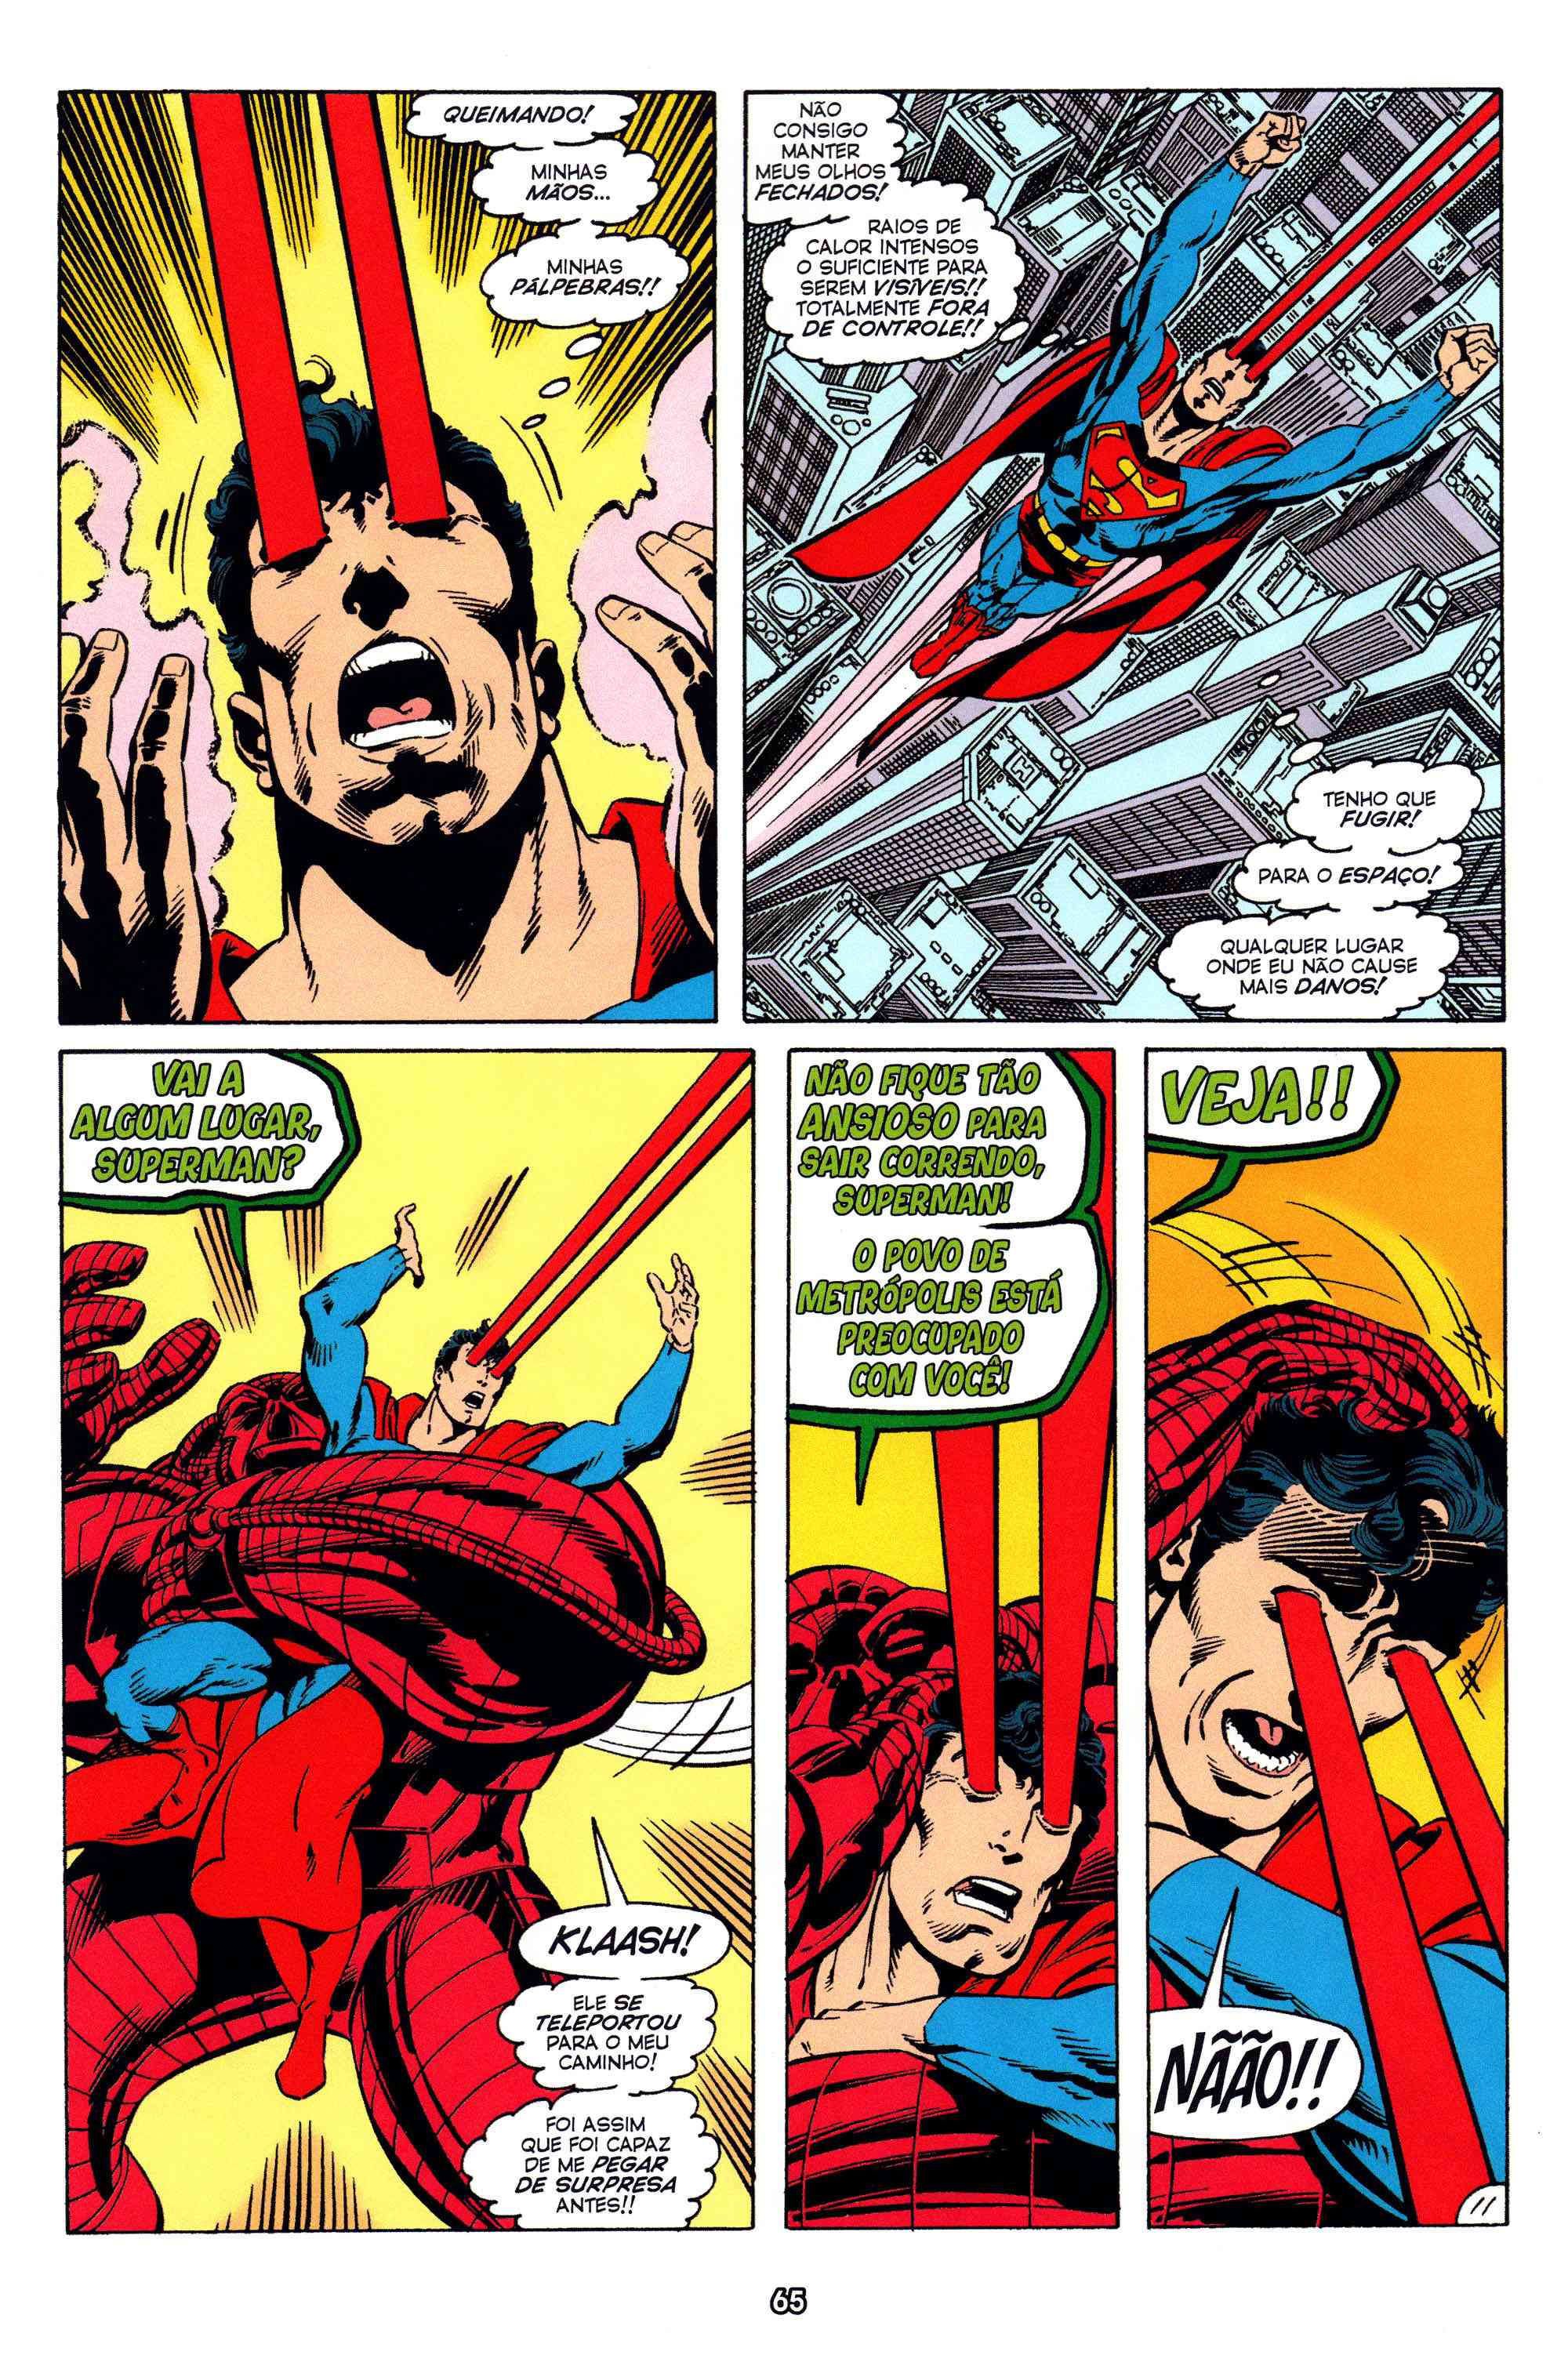 QUEIMANDO!
MINHAS
MÃOS...
MINHAS
PÁLPEBRAS!!
NÃO
CONSIGO
MANTER
MEUS OLHOS
FECHADOS!
RAIOS DE
CALOR INTENSOS
O SUFICIENTE PARA
SEREM VISÍVEIS!!
TOTALMENTE FORA
DE CONTROLE!!
TENHO QUE
FUGIR!
PARA O ESPAÇO!
QUALQUER LUGAR
ONDE EU NÃO CAUSE
MAIS DANOS!
VAI A
ALGUM LUGAR,
SUPERMAN?
KLAASH!
ELE SE
TELEPORTOU
PARA O MEU
CAMINHO!
FOI ASSIM
QUE FOI CAPAZ
DE ME PEGAR
DE SURPRESA
ANTES!!
NÃO FIQUE TÃO
ANSIOSO PARA
SAIR CORRENDO,
SUPERMAN!
O POVO DE
METRÓPOLIS ESTÁ
PREOCUPADO
COM VOCÊ!
VEJA!!
NÃÃO!!
11
65